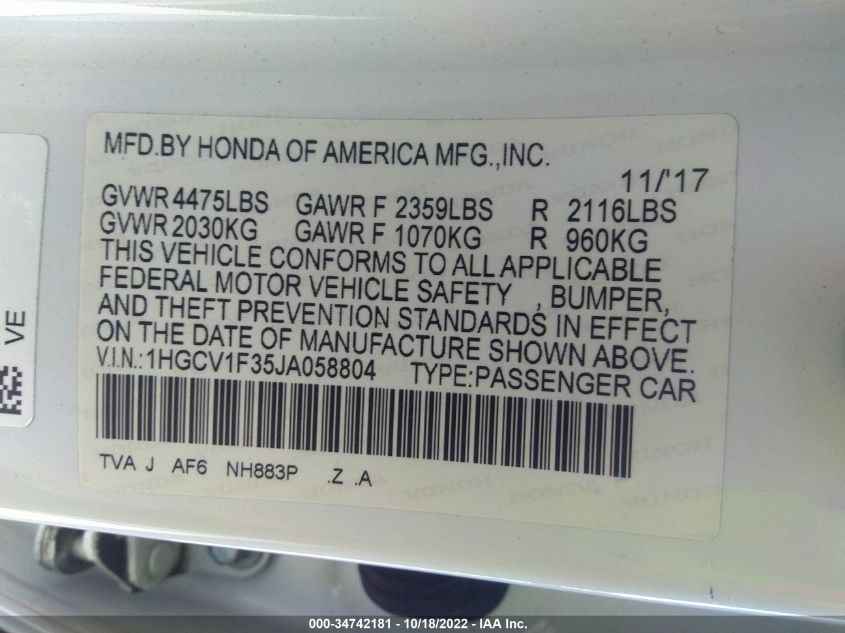 MFD.BY HONDA OF AMERICA MFG.,INC.
11/'17
GVWR 4475LBS GAWR F 2359LBS R 2116LBS
GVWR 2030KG GAWR F 1070KG R 960KG
THIS VEHICLE CONFORMS TO ALL APPLICABLE
FEDERAL MOTOR VEHICLE SAFETY , BUMPER,
AND THEFT PREVENTION STANDARDS IN EFFECT
ON THE DATE OF MANUFACTURE SHOWN ABOVE.
V.I.N.:1HGCV1F35JA058804 TYPE:PASSENGER CAR
TVA J AF6 NH883P .Z .A
VE
000-34742181 - 10/18/2022 - IAA Inc.